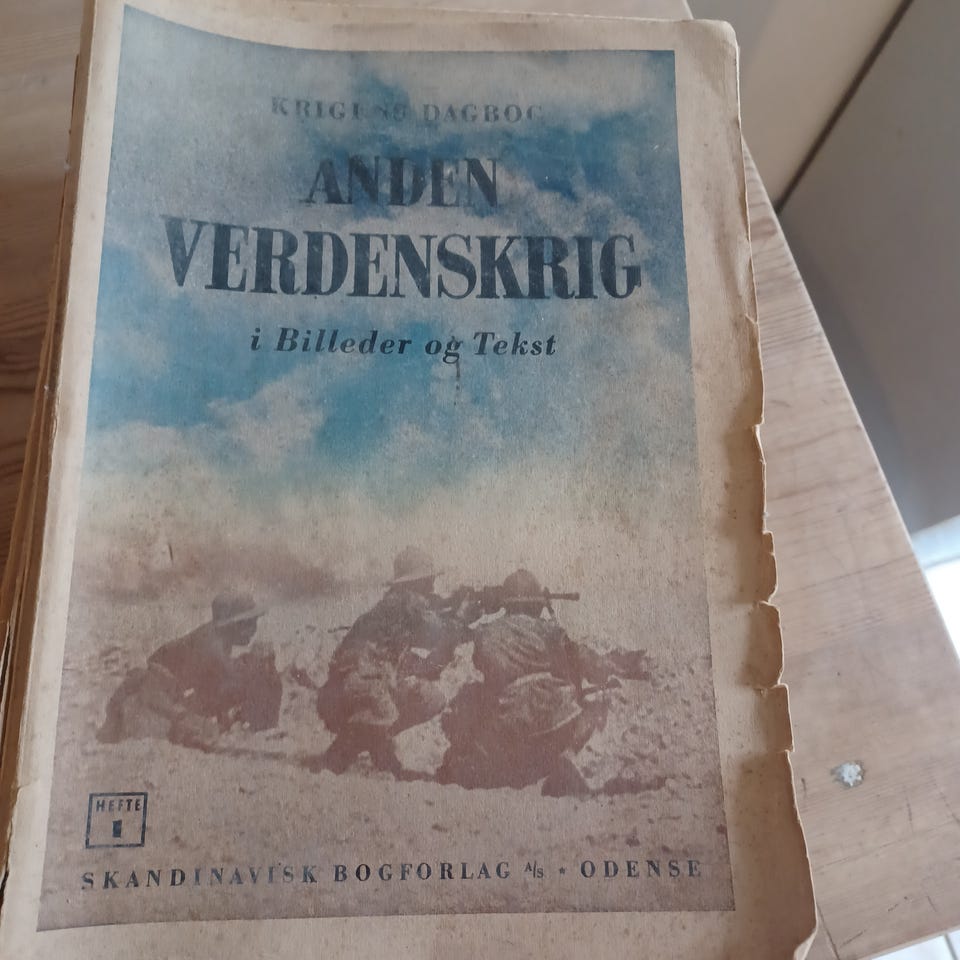 KRIGENS DAGBOG
ANDEN
VERDENSKRIG
i Billeder og Tekst
HEFTE
1
SKANDINAVISK BOGFORLAG A/S * ODENSE